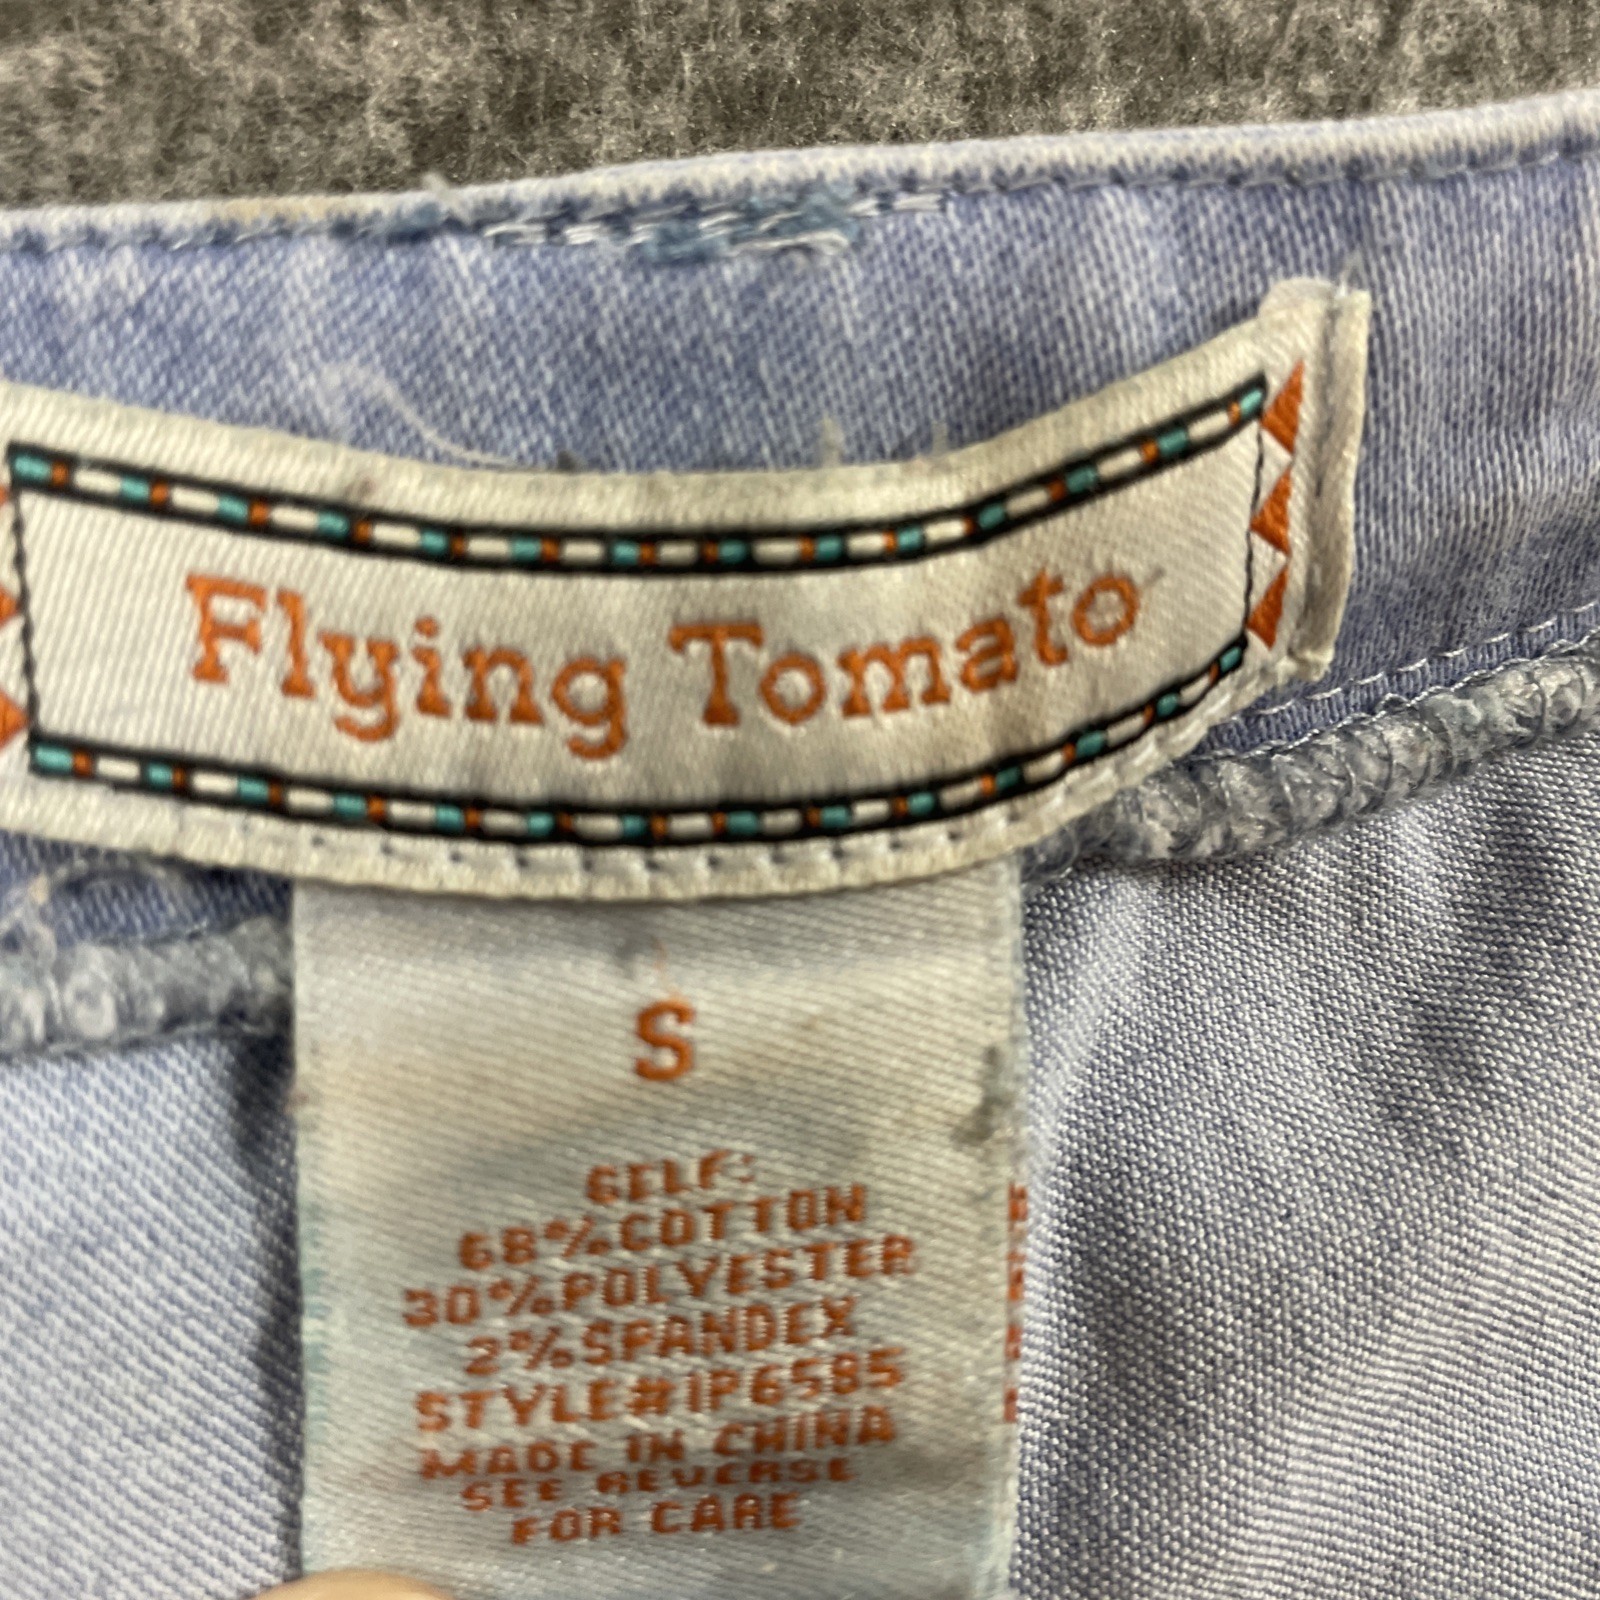 Flying Tomato
S
SELF:
68%COTTON
30%POLYESTER
2%SPANDEX
STYLE#IP6585
MADE IN CHINA
SEE REVERSE
FOR CARE